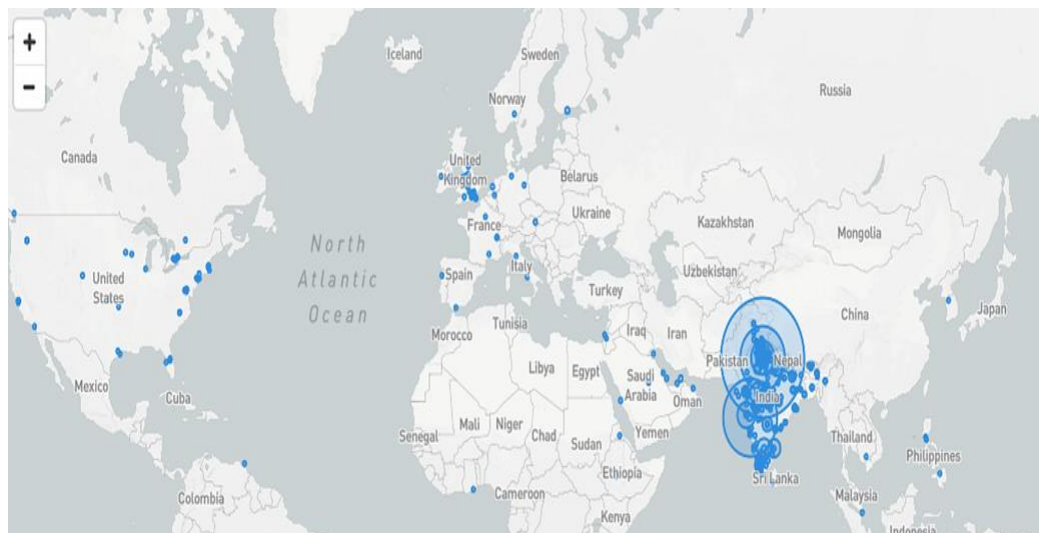 +
−
Iceland
Sweden
Russia
Norway
Canada
United
Kingdom
Belarus
Ukraine
Kazakhstan
Mongolia
France
North
Atlantic
Ocean
Italy
Spain
Uzbekistan
Turkey
United
States
China
Japan
Morocco
Tunisia
Iraq
Iran
Pakistan
Nepal
Libya
Egypt
Saudi
Arabia
Mexico
Cuba
Oman
India
Mali
Niger
Chad
Sudan
Yemen
Senegal
Thailand
Philippines
Ethiopia
Sri Lanka
Colombia
Cameroon
Malaysia
Kenya
Indonesia